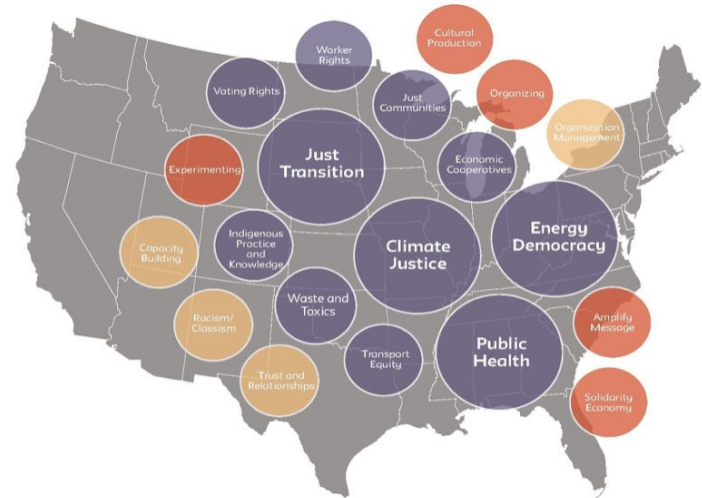 Cultural
Production
Worker
Rights
Voting Rights
Just
Communities
Organizing
Organization
Management
Just
Transition
Economic
Cooperatives
Experimenting
Indigenous
Practice
and
Knowledge
Climate
Justice
Energy
Democracy
Capacity
Building
Waste and
Toxics
Racism/
Classism
Amplify
Message
Public
Health
Transport
Equity
Trust and
Relationships
Solidarity
Economy